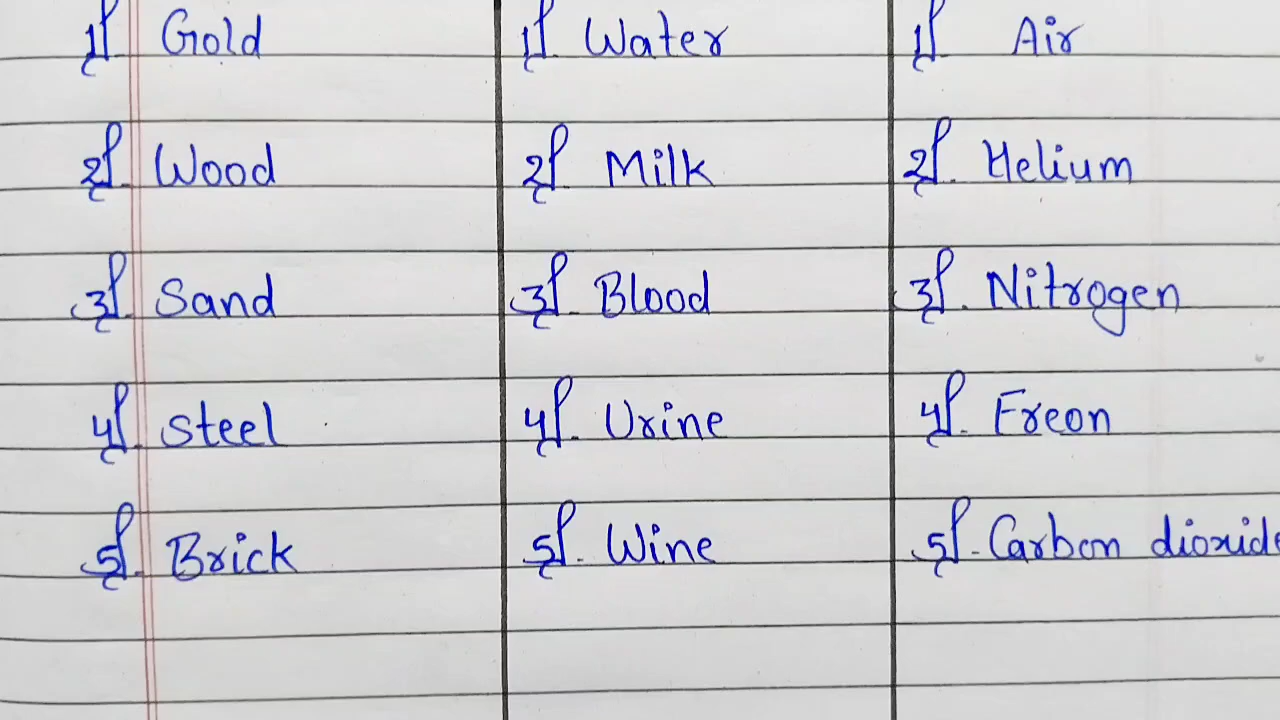 1) Gold 1) Water 1) Air
2). Wood 2). Milk 2). Helium
3). Sand 3). Blood 3). Nitrogen
4). Steel 4). Urine 4). Freon
5). Brick 5). Wine 5). Carbon dioxide